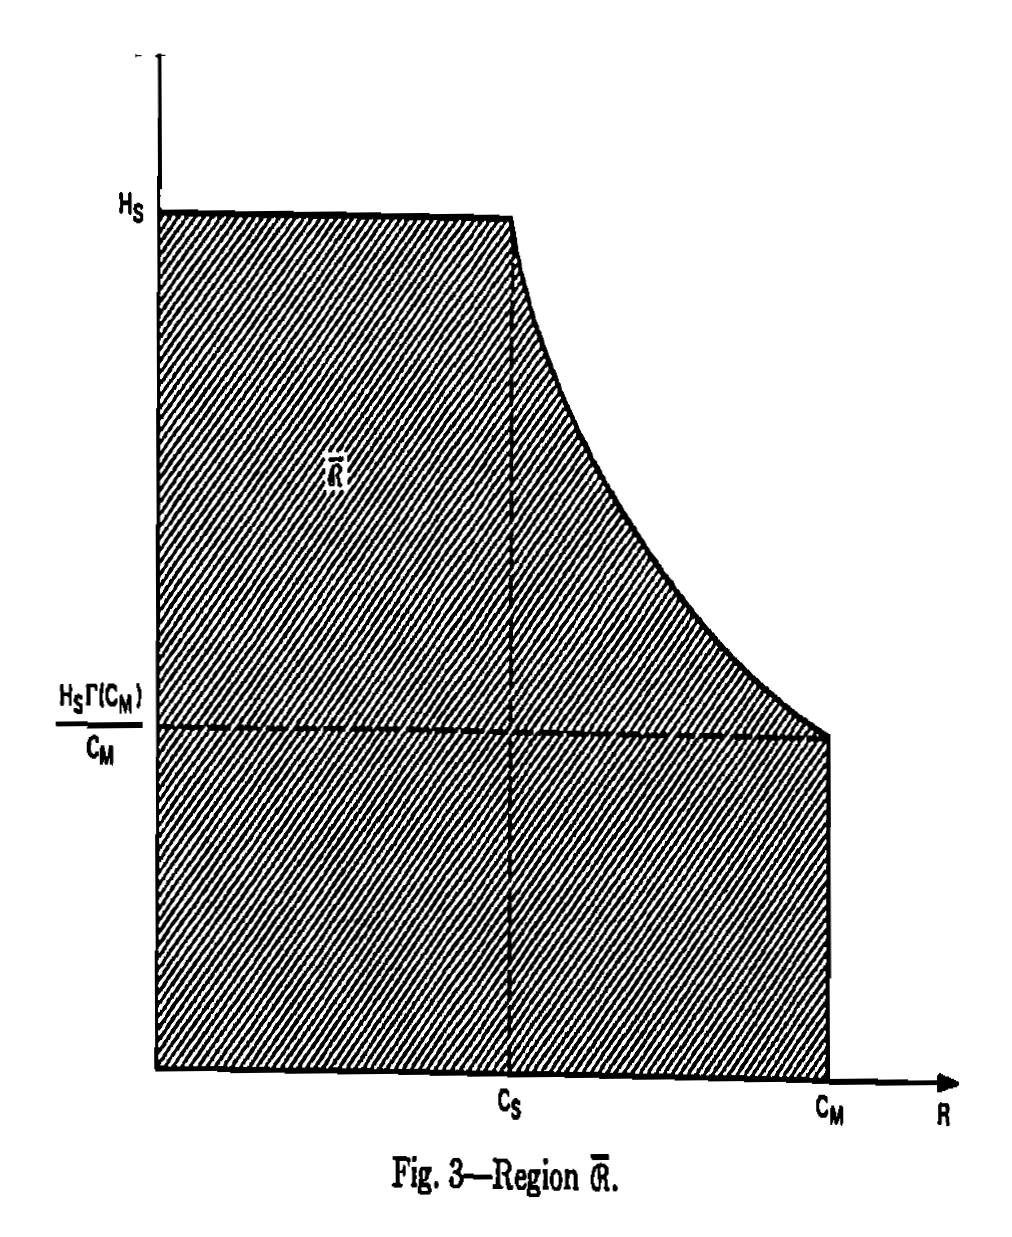 H_S
ℛ̅
H_SΓ(C_M)
C_M
C_S
C_M
R
Fig. 3—Region ℛ̅.